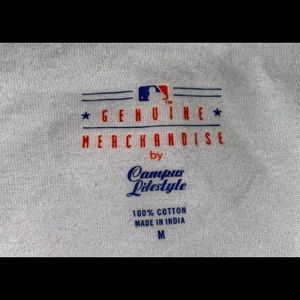 GENUINE
MERCHANDISE
by
Campus
Lifestyle
100% COTTON
MADE IN INDIA
M